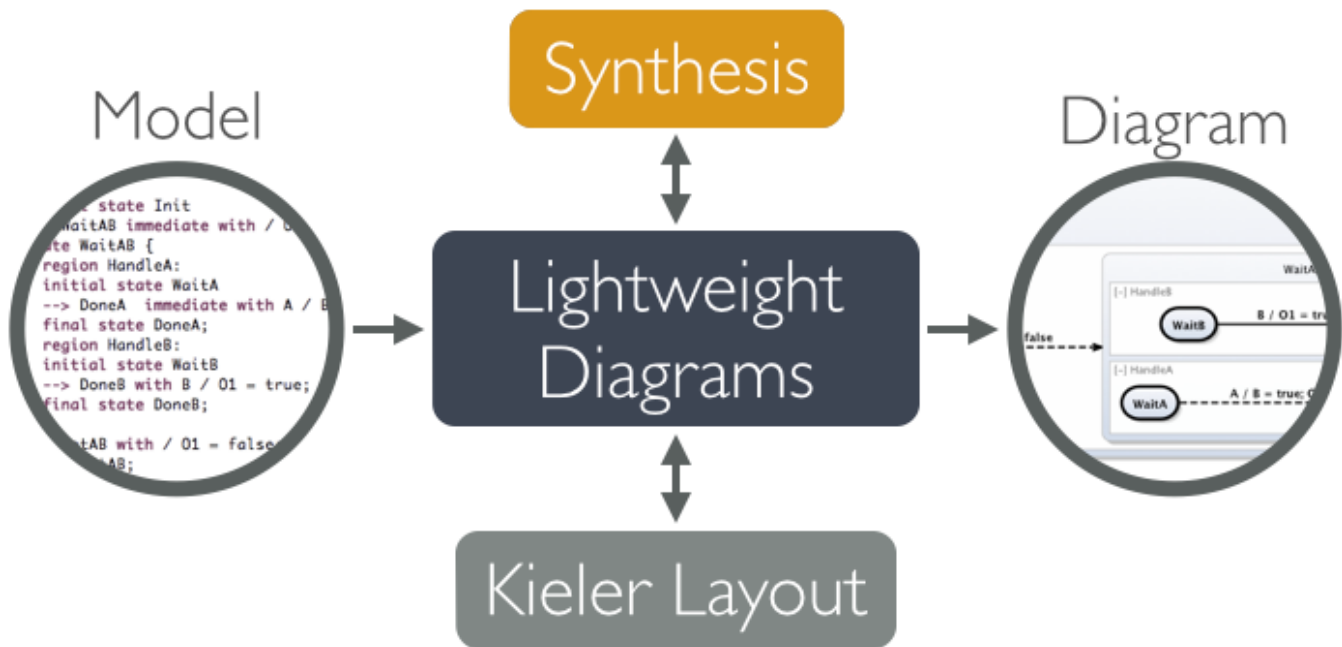 Synthesis
Model
Diagram
state Init
WaitAB immediate with /
WaitAB {
region HandleA:
initial state WaitA
--> DoneA immediate with A / B
final state DoneA;
region HandleB:
initial state WaitB
--> DoneB with B / O1 = true;
final state DoneB;
with / O1 = false
Lightweight
Diagrams
WaitA
[-] HandleB
B / O1 =
WaitB
false
[-] HandleA
A / B = true;
WaitA
Kieler Layout